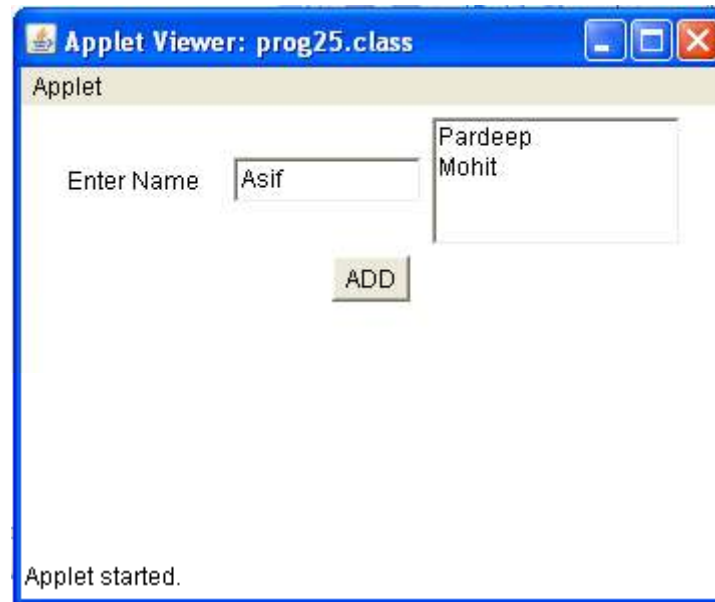 Applet Viewer: prog25.class
Applet
Enter Name
Asif
Pardeep
Mohit
ADD
Applet started.